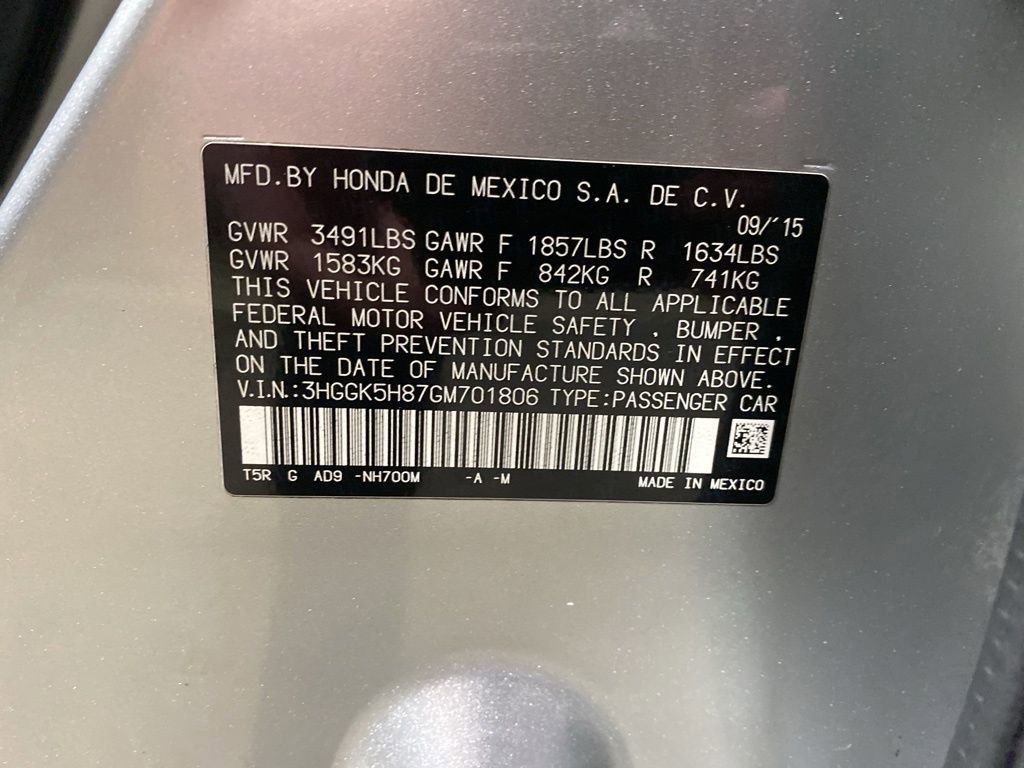 MFD.BY HONDA DE MEXICO S.A. DE C.V.
09/'15
GVWR 3491LBS GAWR F 1857LBS R 1634LBS
GVWR 1583KG GAWR F 842KG R 741KG
THIS VEHICLE CONFORMS TO ALL APPLICABLE
FEDERAL MOTOR VEHICLE SAFETY , BUMPER ,
AND THEFT PREVENTION STANDARDS IN EFFECT
ON THE DATE OF MANUFACTURE SHOWN ABOVE.
V.I.N.:3HGGK5H87GM701806 TYPE:PASSENGER CAR
T5R G AD9 -NH700M -A -M MADE IN MEXICO